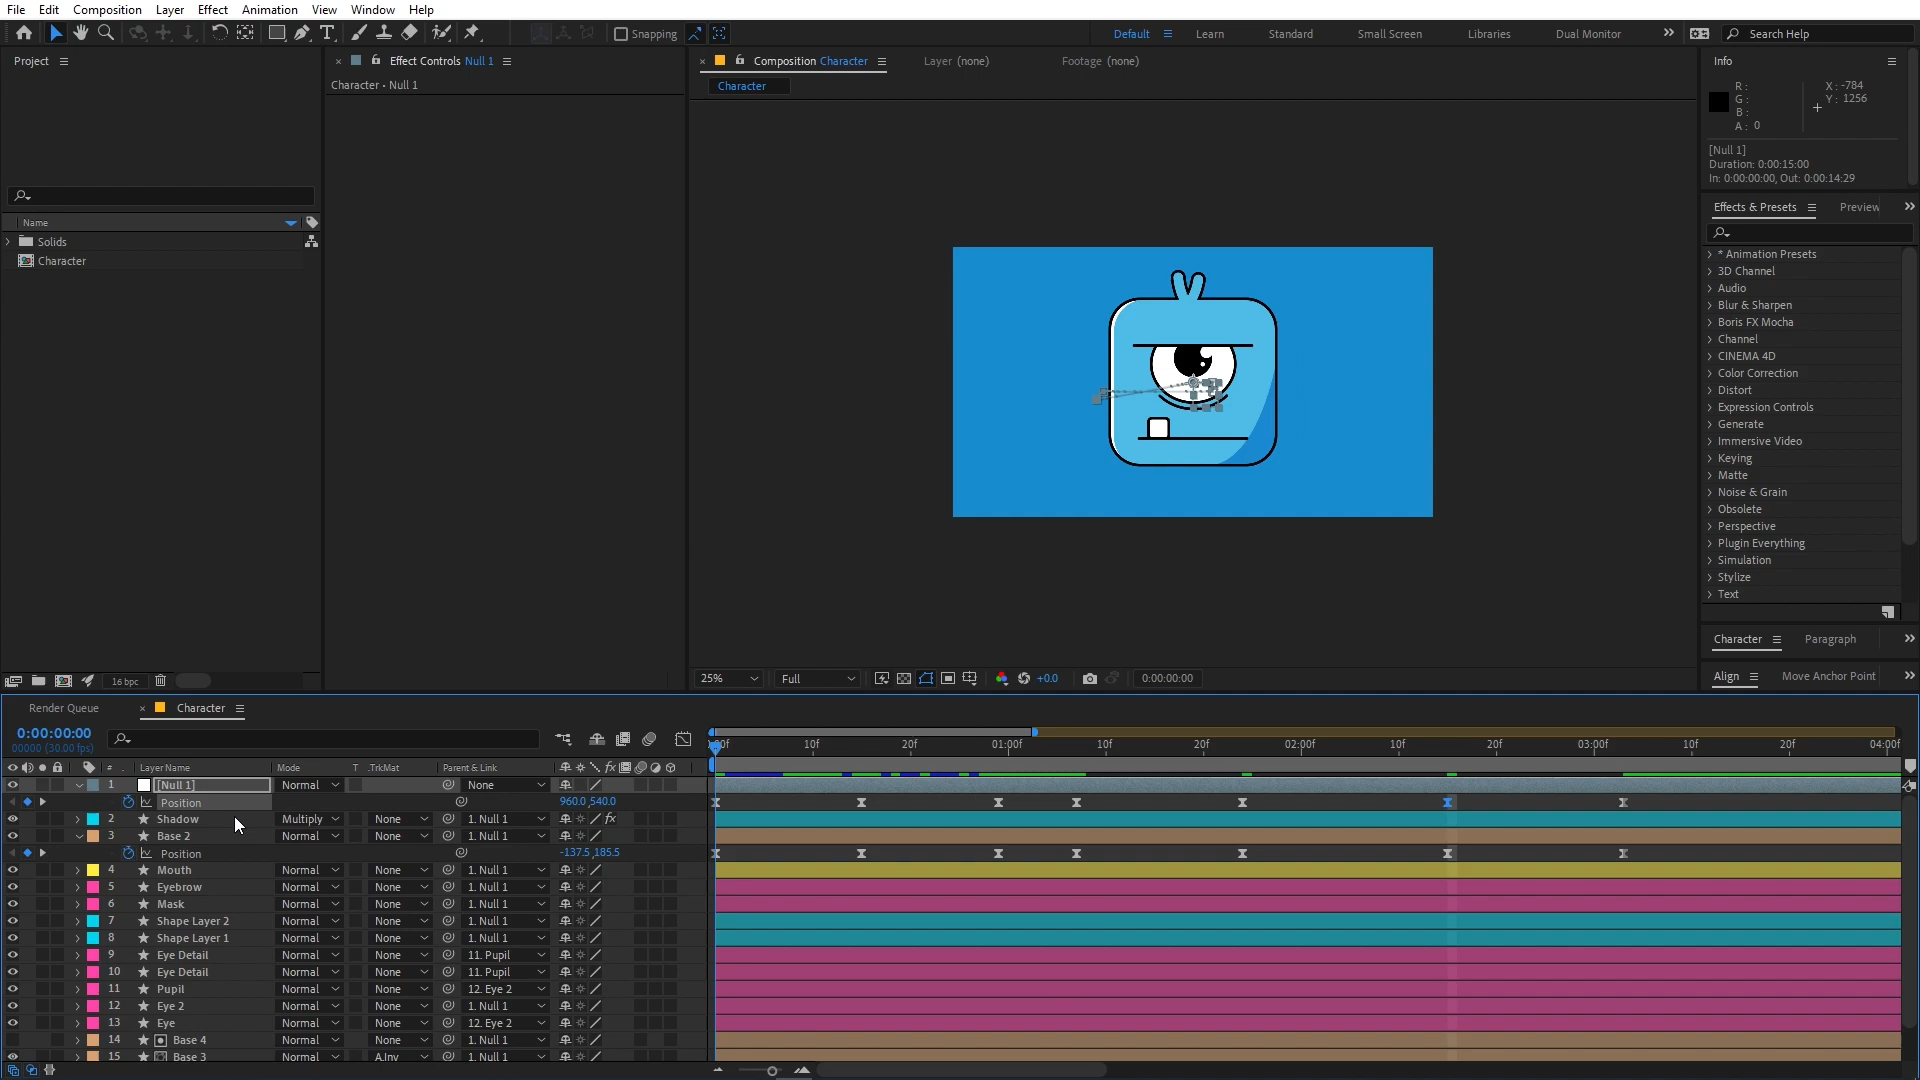 File Edit Composition Layer Effect Animation View Window Help
Snapping
Default Learn Standard Small Screen Libraries Dual Monitor Search Help
Project
Effect Controls Null 1
Character • Null 1
Composition Character
Layer (none)
Footage (none)
Character
Info
R:
G:
B:
A: 0
X: -784
Y: 1256
[Null 1]
Duration: 0:00:15:00
In: 0:00:00:00, Out: 0:00:14:29
Name
Solids
Character
Effects & Presets Preview
* Animation Presets
3D Channel
Audio
Blur & Sharpen
Boris FX Mocha
Channel
CINEMA 4D
Color Correction
Distort
Expression Controls
Generate
Immersive Video
Keying
Matte
Noise & Grain
Obsolete
Perspective
Plugin Everything
Simulation
Stylize
Text
Character Paragraph
Align Move Anchor Point
16 bpc
25% Full +0.0 0:00:00:00
Render Queue Character
0:00:00:00
00000 (30.00 fps)
10f 20f 01:00f 10f 20f 02:00f 10f 20f 03:00f 10f 20f 04:00f
# Layer Name Mode T .TrkMat Parent & Link
1 [Null 1] Normal None
Position 960.0,540.0
2 Shadow Multiply None 1. Null 1
3 Base 2 Normal None 1. Null 1
Position -137.5,185.5
4 Mouth Normal None 1. Null 1
5 Eyebrow Normal None 1. Null 1
6 Mask Normal None 1. Null 1
7 Shape Layer 2 Normal None 1. Null 1
8 Shape Layer 1 Normal None 1. Null 1
9 Eye Detail Normal None 11. Pupil
10 Eye Detail Normal None 11. Pupil
11 Pupil Normal None 12. Eye 2
12 Eye 2 Normal None 1. Null 1
13 Eye Normal None 12. Eye 2
14 Base 4 Normal None 1. Null 1
15 Base 3 Normal A.Inv 1. Null 1